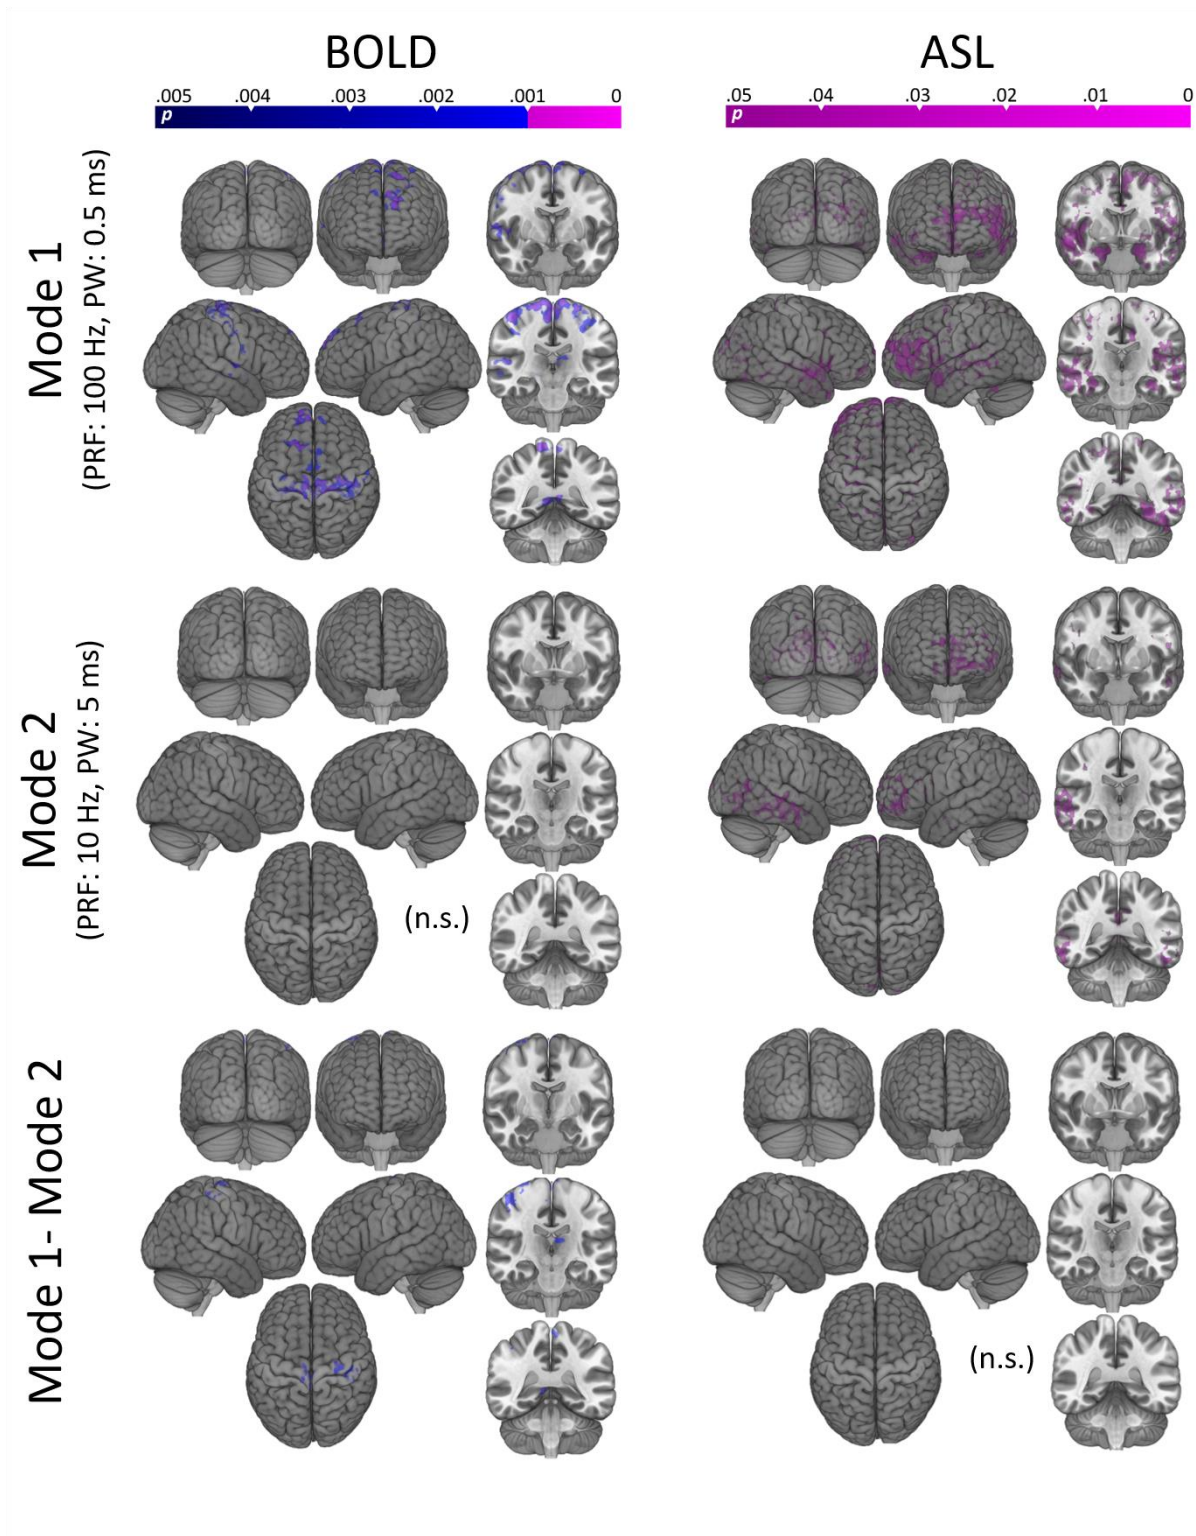 BOLD
ASL
.005 .004 .003 .002 .001 0
p
.05 .04 .03 .02 .01 0
p
Mode 1
(PRF: 100 Hz, PW: 0.5 ms)
Mode 2
(PRF: 10 Hz, PW: 5 ms)
(n.s.)
Mode 1- Mode 2
(n.s.)